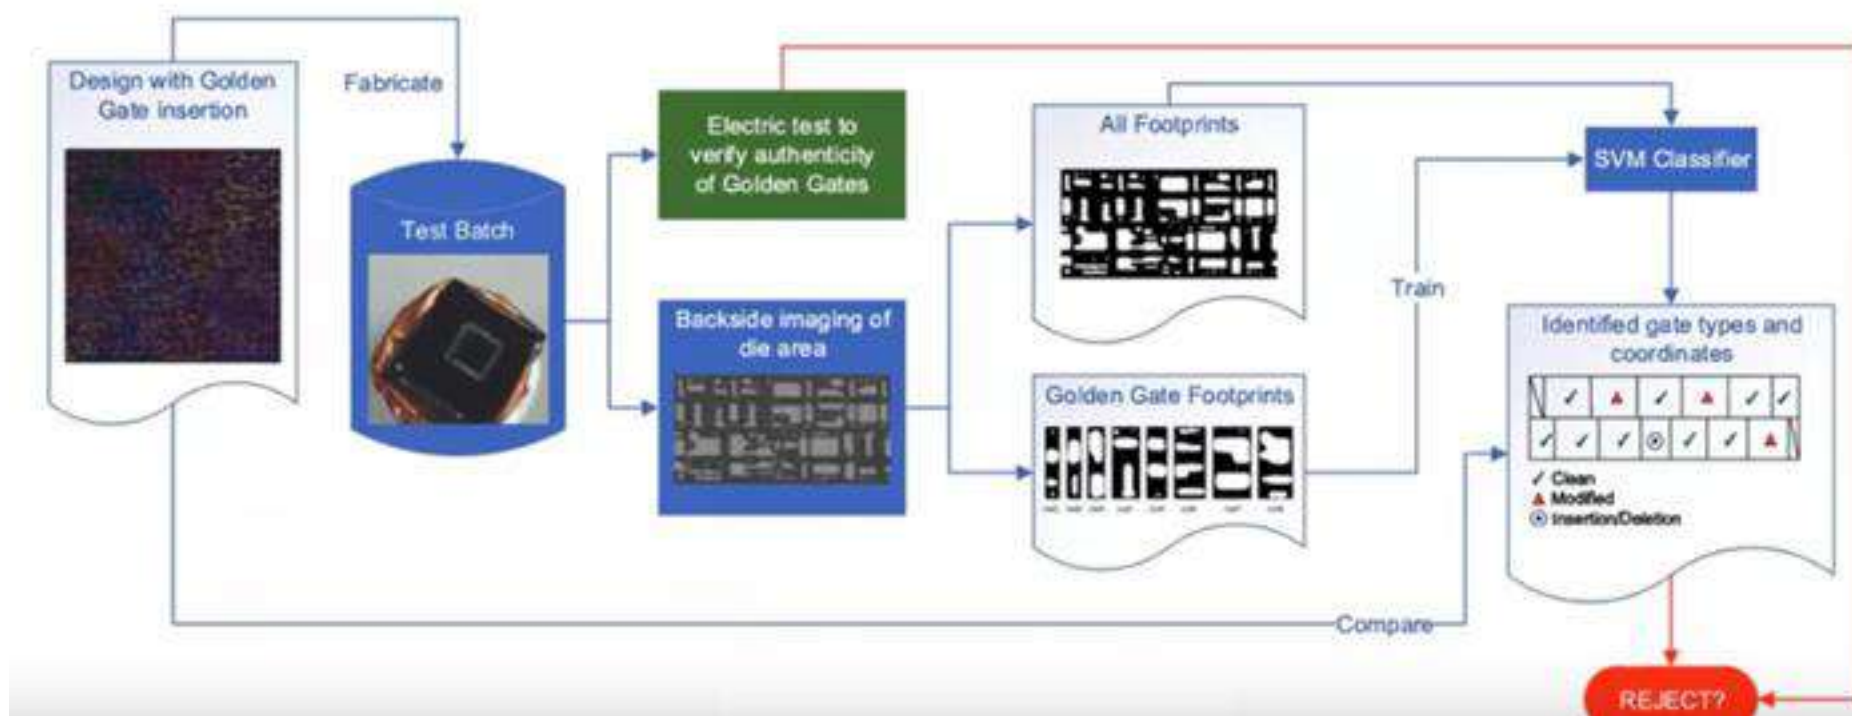 Design with Golden
Gate insertion
Fabricate
Test Batch
Electric test to
verify authenticity
of Golden Gates
Backside imaging of
die area
All Footprints
Golden Gate Footprints
Train
SVM Classifier
Identified gate types and
coordinates
✓ Clean
▲ Modified
⊙ Insertion/Deletion
Compare
REJECT?